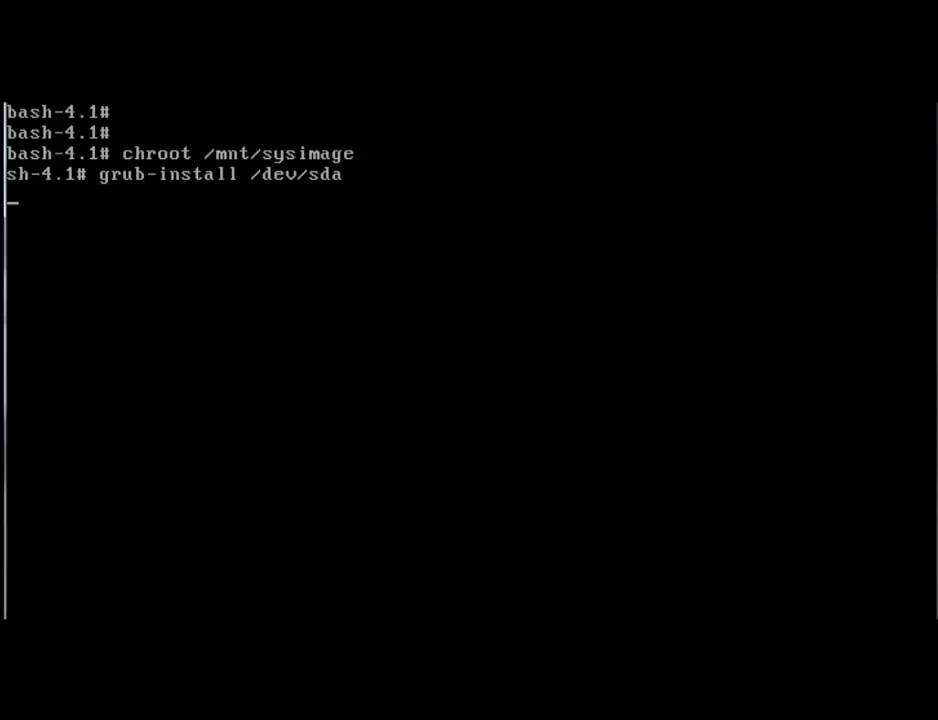 bash-4.1#
bash-4.1#
bash-4.1# chroot /mnt/sysimage
sh-4.1# grub-install /dev/sda
_